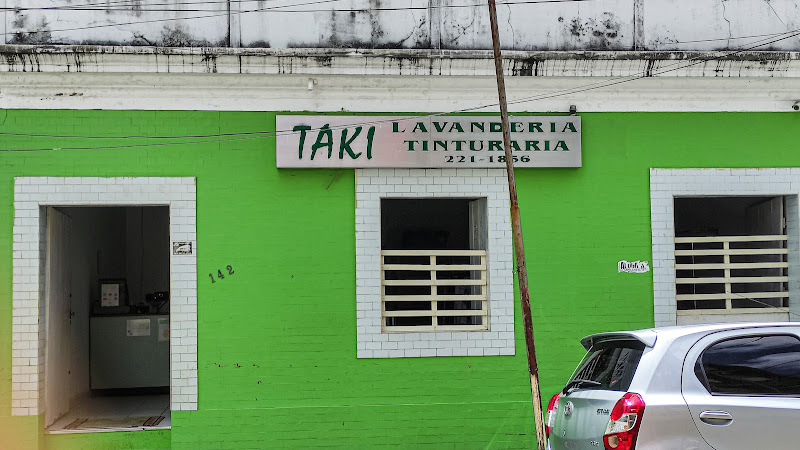 TAKI
LAVANDERIA
TINTURARIA
221-1856
142